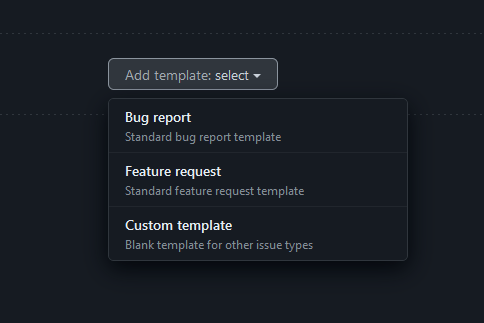 Add template: select
Bug report
Standard bug report template
Feature request
Standard feature request template
Custom template
Blank template for other issue types